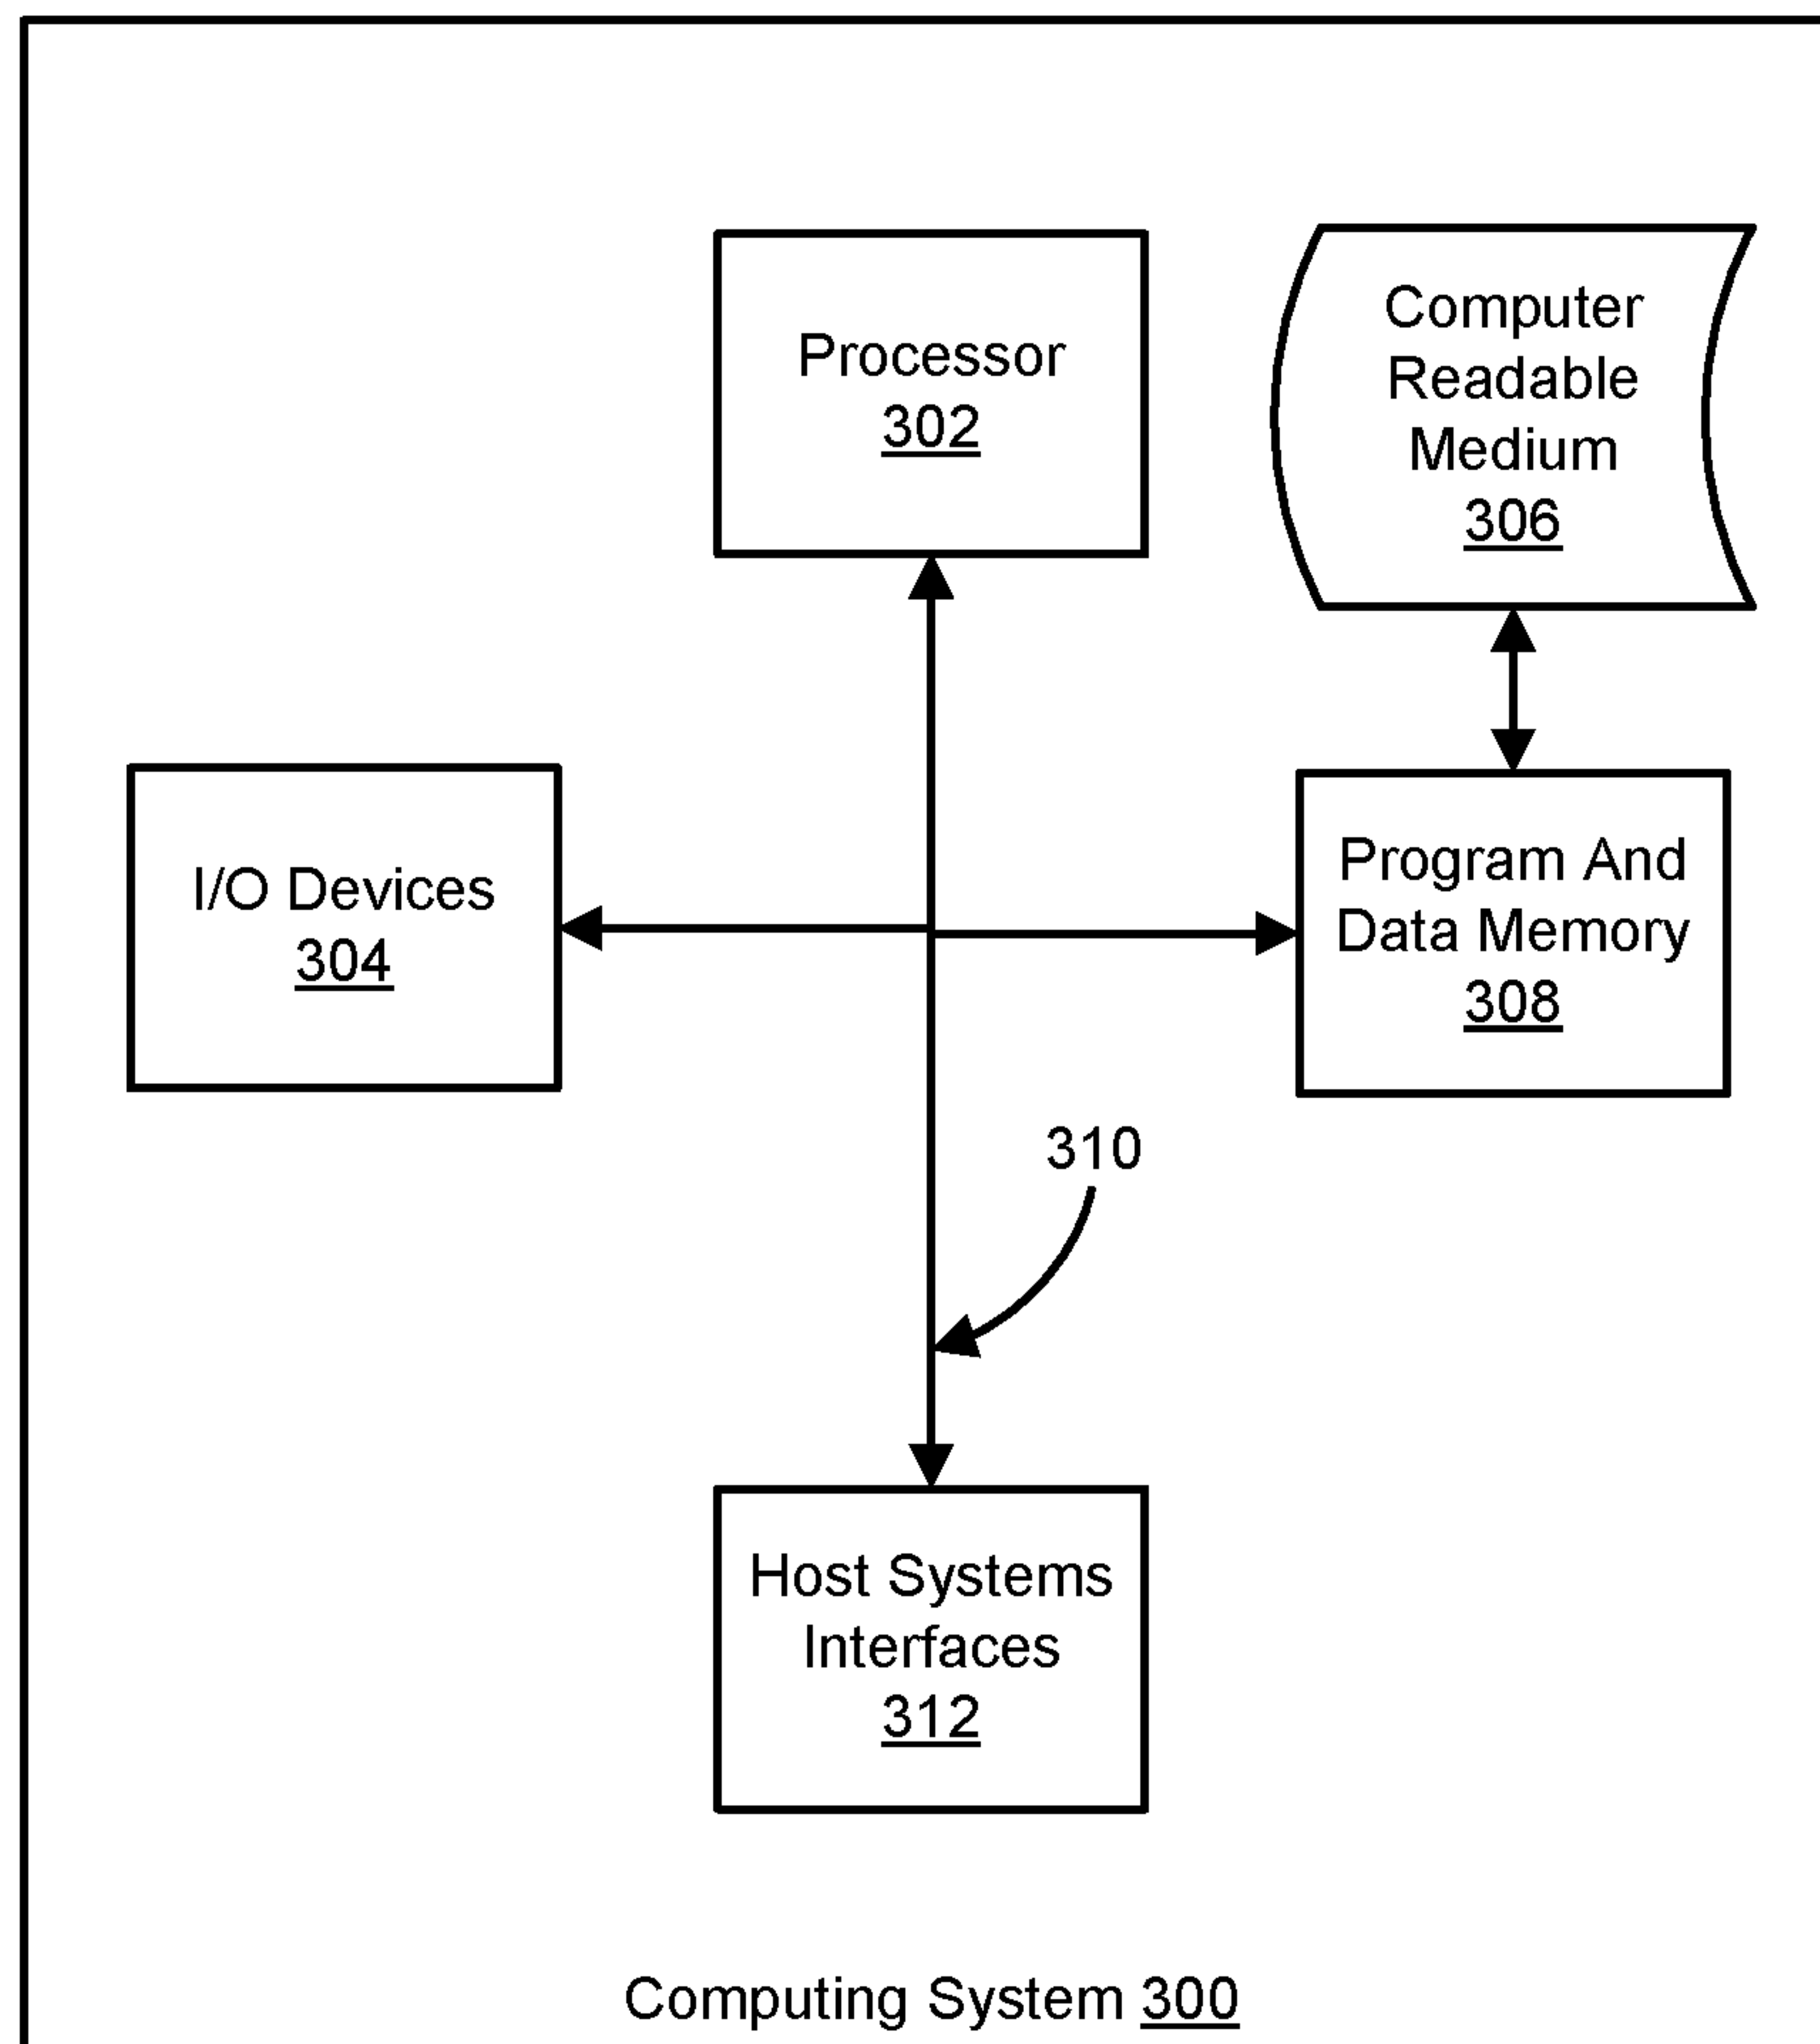 Processor
302
Computer
Readable
Medium
306
I/O Devices
304
Program And
Data Memory
308
310
Host Systems
Interfaces
312
Computing System 300